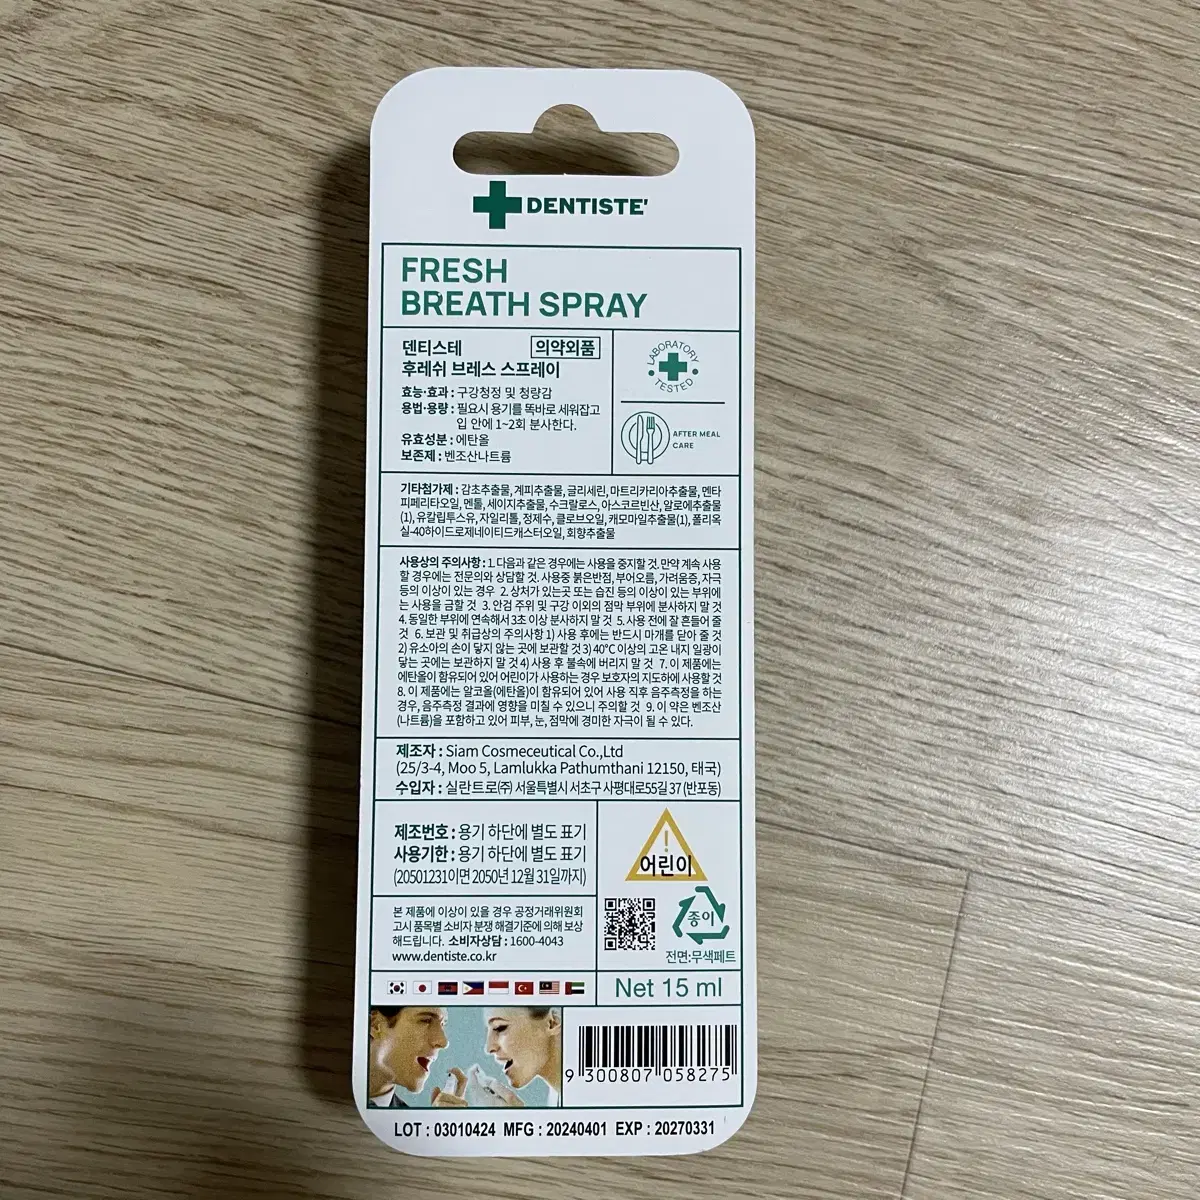 DENTISTE'
FRESH
BREATH SPRAY
덴티스테 의약외품
후레쉬 브레스 스프레이
효능·효과 : 구강청정 및 청량감
용법·용량 : 필요시 용기를 똑바로 세워잡고
입 안에 1~2회 분사한다.
유효성분 : 에탄올
보존제 : 벤조산나트륨
LABORATORY
TESTED
AFTER MEAL
CARE
기타첨가제 : 감초추출물, 계피추출물, 글리세린, 마트리카리아추출물, 멘타
피페리타오일, 멘톨, 세이지추출물, 수크랄로스, 아스코르빈산, 알로에추출물
(1), 유칼립투스유, 자일리톨, 정제수, 클로브오일, 캐모마일추출물(1), 폴리옥
실-40하이드로제네이티드캐스터오일, 회향추출물
사용상의 주의사항 : 1. 다음과 같은 경우에는 사용을 중지할 것. 만약 계속 사용
할 경우에는 전문의와 상담할 것. 사용중 붉은반점, 부어오름, 가려움증, 자극
등의 이상이 있는 경우 2. 상처가 있는곳 또는 습진 등의 이상이 있는 부위에
는 사용을 금할 것 3. 안검 주위 및 구강 이외의 점막 부위에 분사하지 말 것
4. 동일한 부위에 연속해서 3초 이상 분사하지 말 것 5. 사용 전에 잘 흔들어 줄
것 6. 보관 및 취급상의 주의사항 1) 사용 후에는 반드시 마개를 닫아 줄 것
2) 유소아의 손이 닿지 않는 곳에 보관할 것 3) 40°C 이상의 고온 내지 일광이
닿는 곳에는 보관하지 말 것 4) 사용 후 불속에 버리지 말 것 7. 이 제품에는
에탄올이 함유되어 있어 어린이가 사용하는 경우 보호자의 지도하에 사용할 것
8. 이 제품에는 알코올(에탄올)이 함유되어 있어 사용 직후 음주측정을 하는
경우, 음주측정 결과에 영향을 미칠 수 있으니 주의할 것 9. 이 약은 벤조산
(나트륨)을 포함하고 있어 피부, 눈, 점막에 경미한 자극이 될 수 있다.
제조자 : Siam Cosmeceutical Co.,Ltd
(25/3-4, Moo 5, Lamlukka Pathumthani 12150, 태국)
수입자 : 실란트로(주) 서울특별시 서초구 사평대로55길 37 (반포동)
제조번호 : 용기 하단에 별도 표기
사용기한 : 용기 하단에 별도 표기
(20501231이면 2050년 12월 31일까지)
어린이
본 제품에 이상이 있을 경우 공정거래위원회
고시 품목별 소비자 분쟁 해결기준에 의해 보상
해드립니다. 소비자상담 : 1600-4043
www.dentiste.co.kr
종이
전면:무색페트
Net 15 ml
9 300807 058275
LOT : 03010424 MFG : 20240401 EXP : 20270331